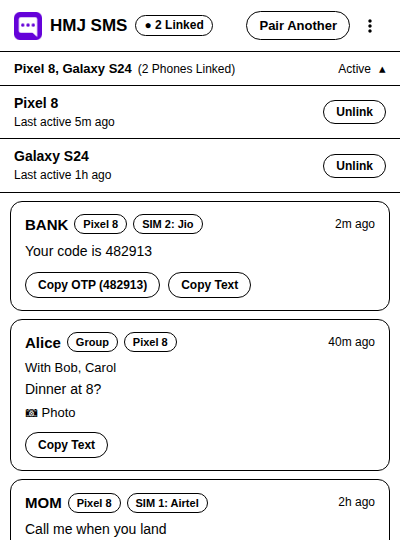 HMJ SMS ● 2 Linked Pair Another
Pixel 8, Galaxy S24 (2 Phones Linked) Active ▲
Pixel 8
Last active 5m ago
Unlink
Galaxy S24
Last active 1h ago
Unlink
BANK Pixel 8 SIM 2: Jio 2m ago
Your code is 482913
Copy OTP (482913) Copy Text
Alice Group Pixel 8 40m ago
With Bob, Carol
Dinner at 8?
📷 Photo
Copy Text
MOM Pixel 8 SIM 1: Airtel 2h ago
Call me when you land